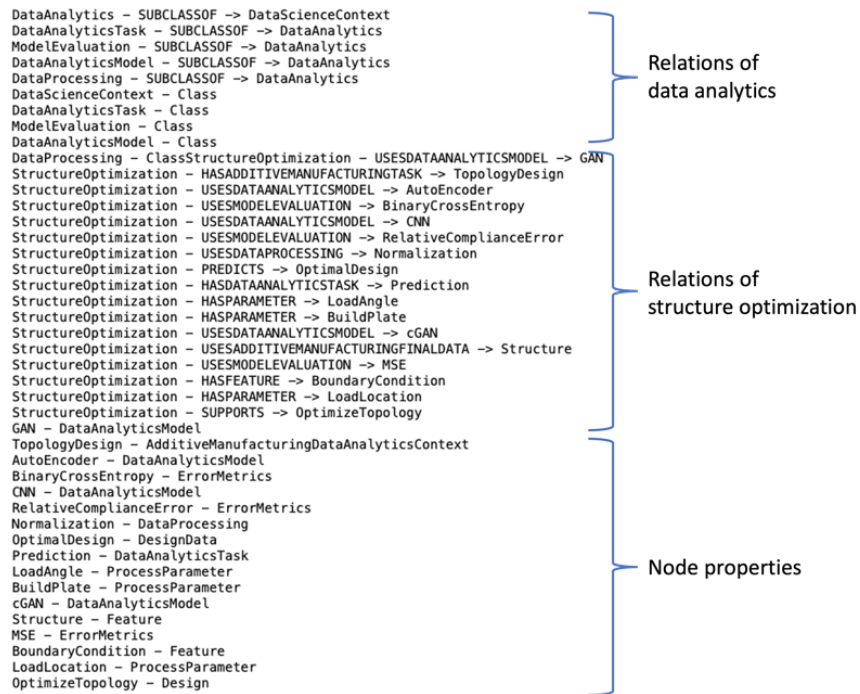 DataAnalytics – SUBCLASSOF –> DataScienceContext
DataAnalyticsTask – SUBCLASSOF –> DataAnalytics
ModelEvaluation – SUBCLASSOF –> DataAnalytics
DataAnalyticsModel – SUBCLASSOF –> DataAnalytics
DataProcessing – SUBCLASSOF –> DataAnalytics
DataScienceContext – Class
DataAnalyticsTask – Class
ModelEvaluation – Class
DataAnalyticsModel – Class
Relations of
data analytics
DataProcessing – ClassStructureOptimization – USESDATAANALYTICSMODEL –> GAN
StructureOptimization – HASADDITIVEMANUFACTURINGTASK –> TopologyDesign
StructureOptimization – USESDATAANALYTICSMODEL –> AutoEncoder
StructureOptimization – USESMODELEVALUATION –> BinaryCrossEntropy
StructureOptimization – USESDATAANALYTICSMODEL –> CNN
StructureOptimization – USESMODELEVALUATION –> RelativeComplianceError
StructureOptimization – USESDATAPROCESSING –> Normalization
StructureOptimization – PREDICTS –> OptimalDesign
StructureOptimization – HASDATAANALYTICSTASK –> Prediction
StructureOptimization – HASPARAMETER –> LoadAngle
StructureOptimization – HASPARAMETER –> BuildPlate
StructureOptimization – USESDATAANALYTICSMODEL –> cGAN
StructureOptimization – USESADDITIVEMANUFACTURINGFINALDATA –> Structure
StructureOptimization – USESMODELEVALUATION –> MSE
StructureOptimization – HASFEATURE –> BoundaryCondition
StructureOptimization – HASPARAMETER –> LoadLocation
StructureOptimization – SUPPORTS –> OptimizeTopology
GAN – DataAnalyticsModel
Relations of
structure optimization
TopologyDesign – AdditiveManufacturingDataAnalyticsContext
AutoEncoder – DataAnalyticsModel
BinaryCrossEntropy – ErrorMetrics
CNN – DataAnalyticsModel
RelativeComplianceError – ErrorMetrics
Normalization – DataProcessing
OptimalDesign – DesignData
Prediction – DataAnalyticsTask
LoadAngle – ProcessParameter
BuildPlate – ProcessParameter
cGAN – DataAnalyticsModel
Structure – Feature
MSE – ErrorMetrics
BoundaryCondition – Feature
LoadLocation – ProcessParameter
OptimizeTopology – Design
Node properties